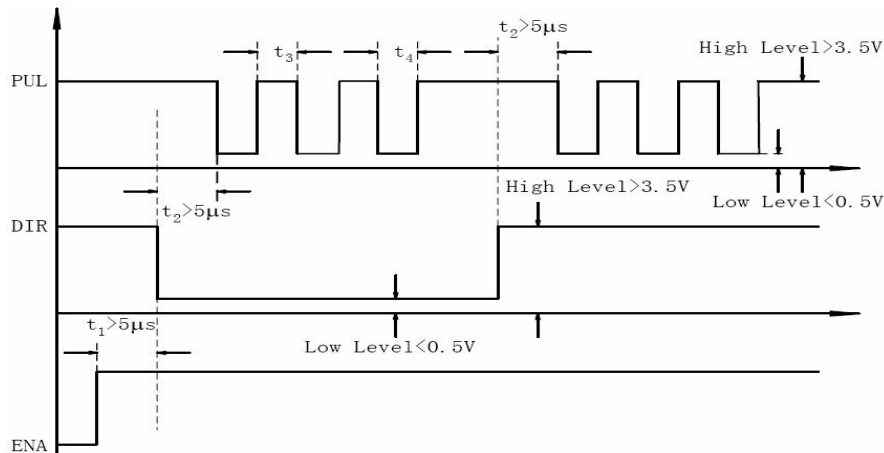 t₂>5μs
t₃
t₄
High Level>3.5V
PUL
High Level>3.5V
Low Level<0.5V
t₂>5μs
DIR
t₁>5μs
Low Level<0.5V
ENA